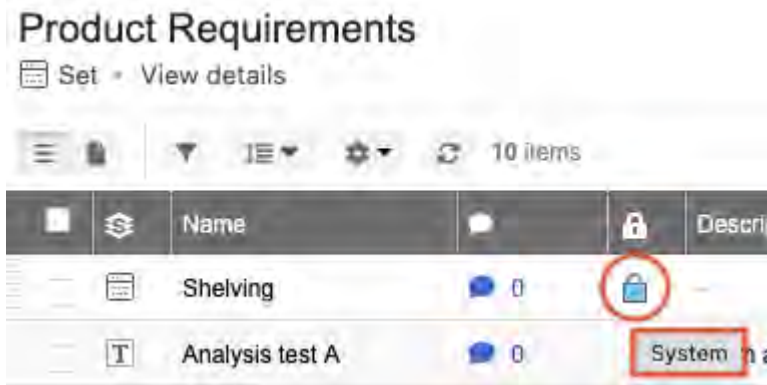 Product Requirements
Set • View details
10 items
Name Descri
Shelving 0
T Analysis test A 0 System